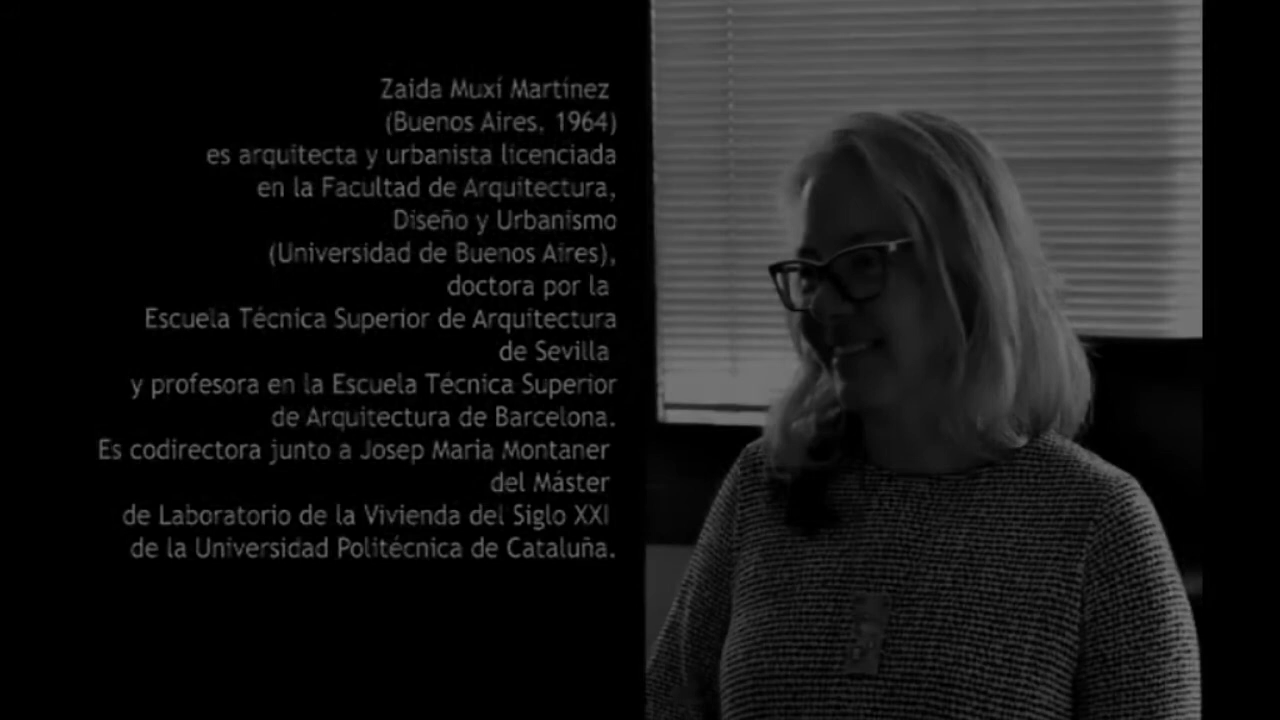 Zaida Muxí Martínez
(Buenos Aires, 1964)
es arquitecta y urbanista licenciada
en la Facultad de Arquitectura,
Diseño y Urbanismo
(Universidad de Buenos Aires),
doctora por la
Escuela Técnica Superior de Arquitectura
de Sevilla
y profesora en la Escuela Técnica Superior
de Arquitectura de Barcelona.
Es codirectora junto a Josep Maria Montaner
del Máster
de Laboratorio de la Vivienda del Siglo XXI
de la Universidad Politécnica de Cataluña.